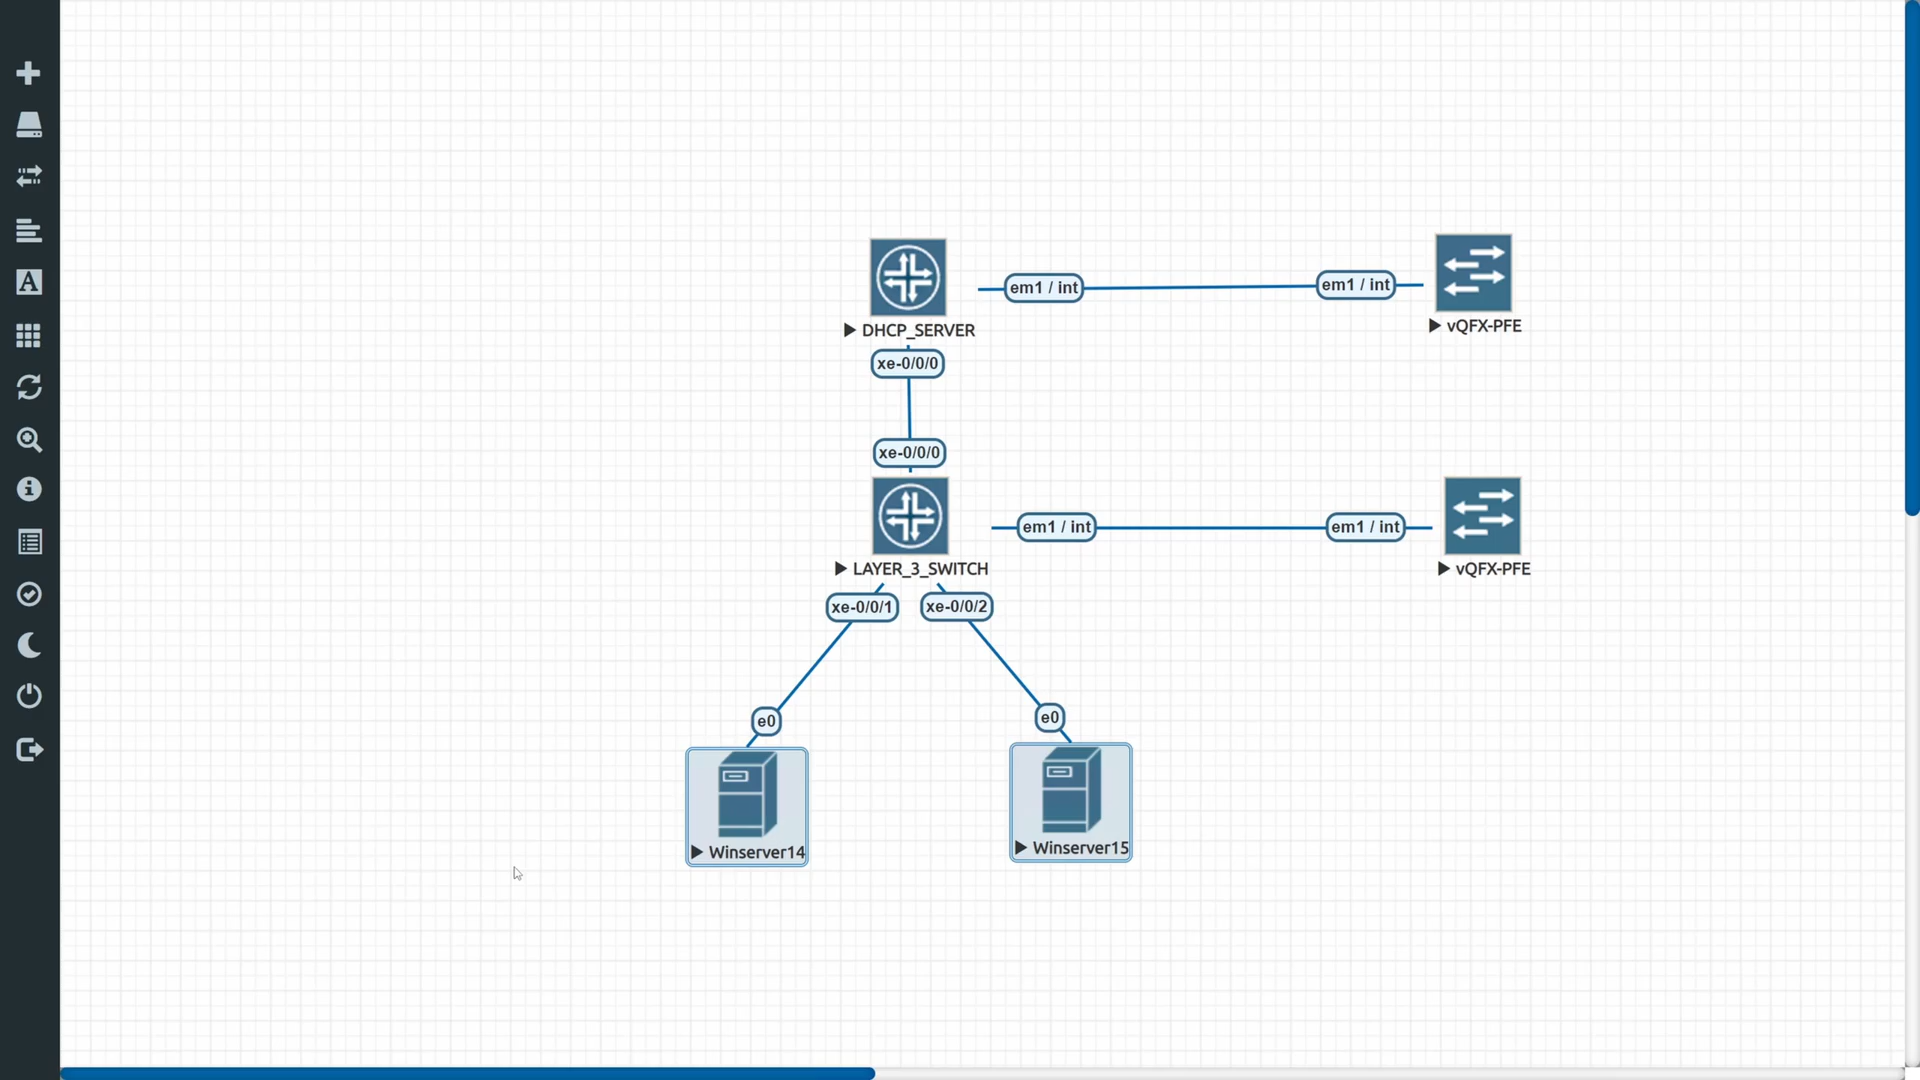 em1 / int
em1 / int
DHCP_SERVER
vQFX-PFE
xe-0/0/0
xe-0/0/0
em1 / int
em1 / int
LAYER_3_SWITCH
vQFX-PFE
xe-0/0/1
xe-0/0/2
e0
e0
Winserver14
Winserver15